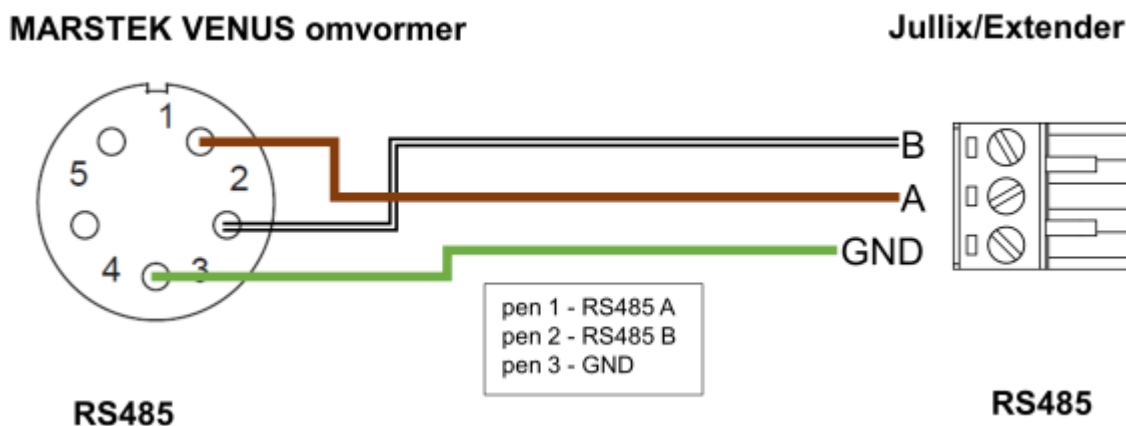 MARSTEK VENUS omvormer
Jullix/Extender
1
2
3
4
5
B
A
GND
pen 1 - RS485 A
pen 2 - RS485 B
pen 3 - GND
RS485
RS485